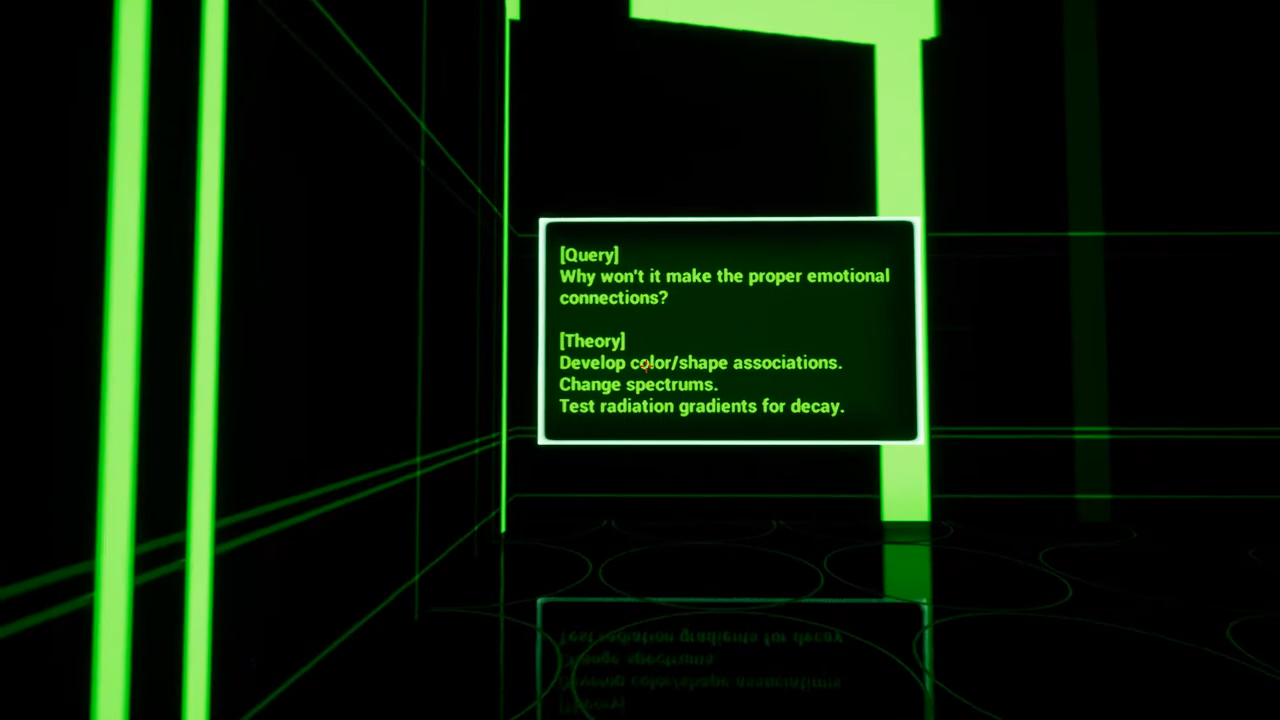 [Query]
Why won't it make the proper emotional
connections?
[Theory]
Develop color/shape associations.
Change spectrums.
Test radiation gradients for decay.